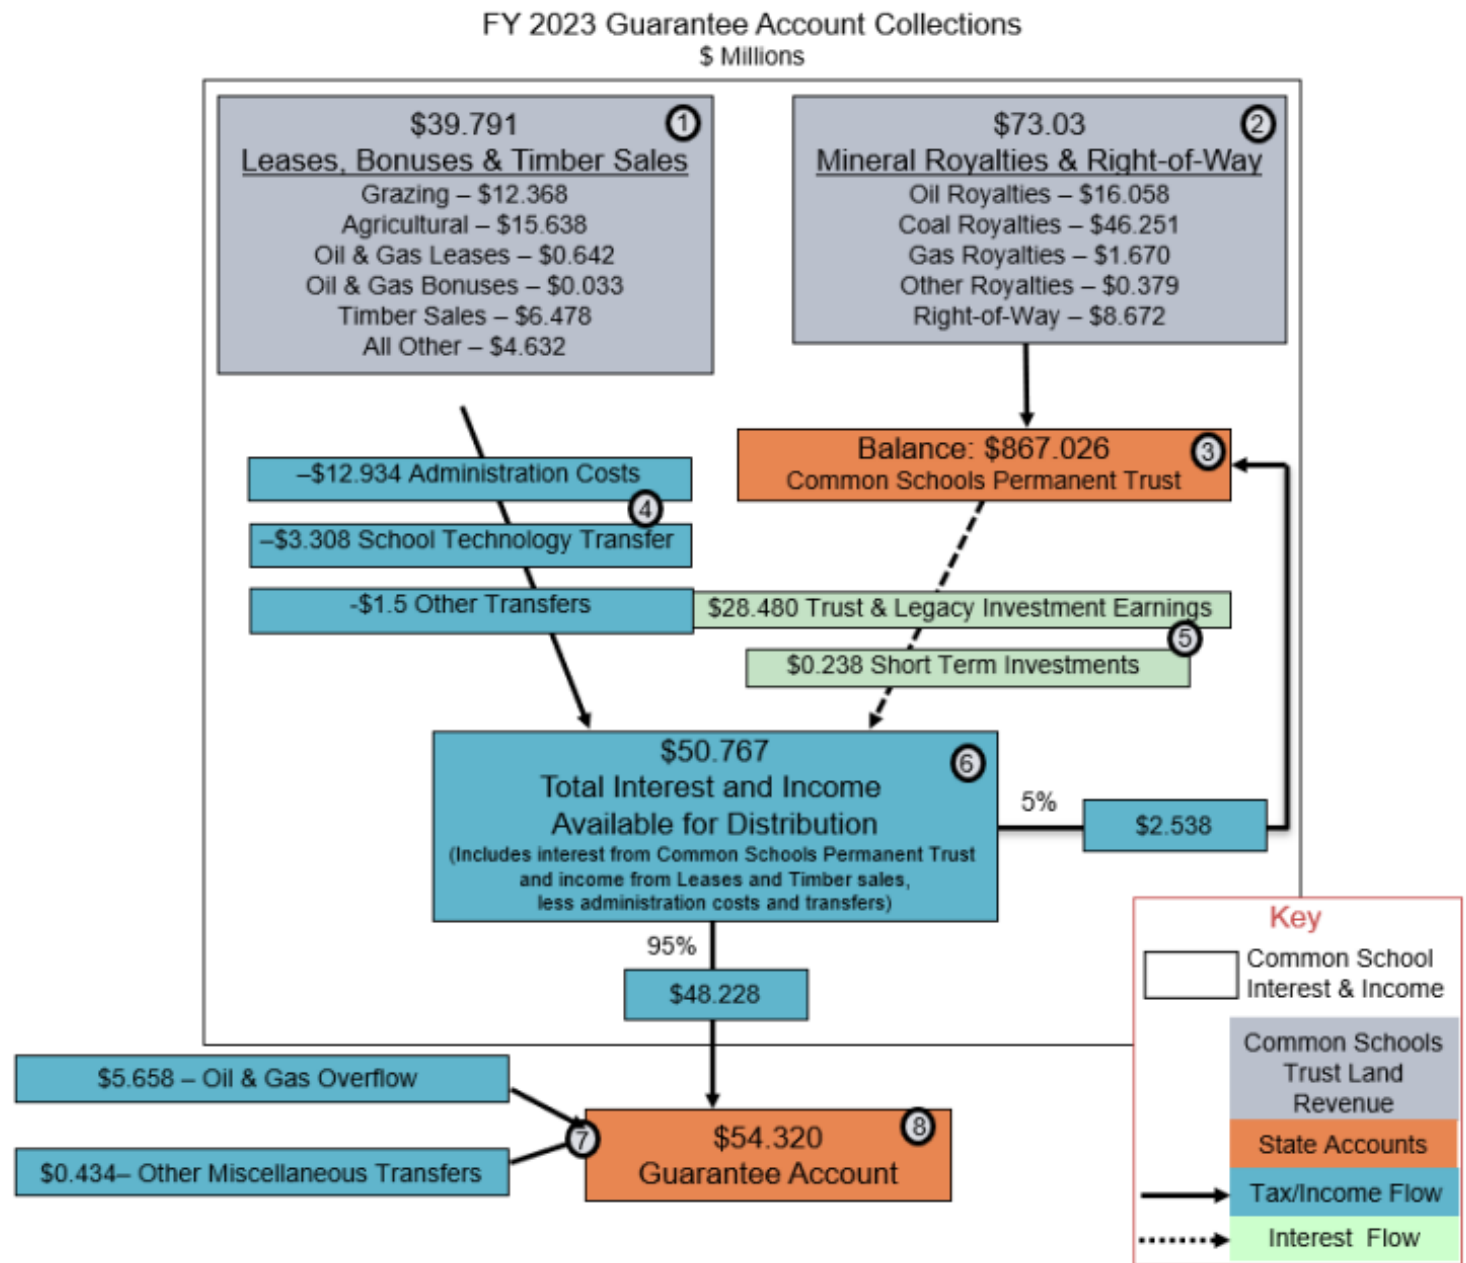 FY 2023 Guarantee Account Collections
$ Millions
$39.791
1
Leases, Bonuses & Timber Sales
Grazing – $12.368
Agricultural – $15.638
Oil & Gas Leases – $0.642
Oil & Gas Bonuses – $0.033
Timber Sales – $6.478
All Other – $4.632
$73.03
2
Mineral Royalties & Right-of-Way
Oil Royalties – $16.058
Coal Royalties – $46.251
Gas Royalties – $1.670
Other Royalties – $0.379
Right-of-Way – $8.672
Balance: $867.026
3
Common Schools Permanent Trust
–$12.934 Administration Costs
4
–$3.308 School Technology Transfer
-$1.5 Other Transfers
$28.480 Trust & Legacy Investment Earnings
5
$0.238 Short Term Investments
$50.767
6
Total Interest and Income
Available for Distribution
(Includes interest from Common Schools Permanent Trust
and income from Leases and Timber sales,
less administration costs and transfers)
5%
$2.538
95%
$48.228
$5.658 – Oil & Gas Overflow
$0.434– Other Miscellaneous Transfers
7
$54.320
8
Guarantee Account
Key
Common School
Interest & Income
Common Schools
Trust Land
Revenue
State Accounts
Tax/Income Flow
Interest Flow